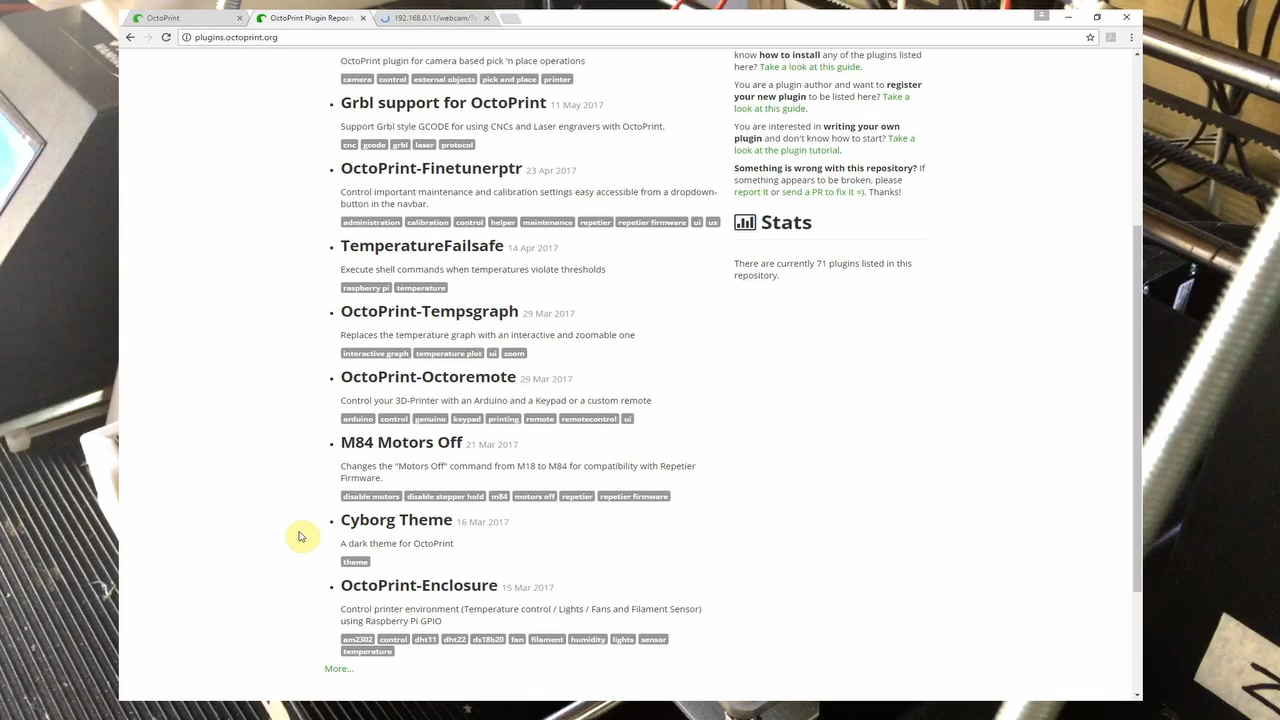 OctoPrint
OctoPrint Plugin Reposi
192.168.0.11/webcam/?a
plugins.octoprint.org
OctoPrint plugin for camera based pick 'n place operations
camera control external objects pick and place printer
Grbl support for OctoPrint 11 May 2017
Support Grbl style GCODE for using CNCs and Laser engravers with OctoPrint.
cnc gcode grbl laser protocol
OctoPrint-Finetunerptr 23 Apr 2017
Control important maintenance and calibration settings easy accessible from a dropdown-
button in the navbar.
administration calibration control helper maintenance repetier repetier firmware ui ux
TemperatureFailsafe 14 Apr 2017
Execute shell commands when temperatures violate thresholds
raspberry pi temperature
OctoPrint-Tempsgraph 29 Mar 2017
Replaces the temperature graph with an interactive and zoomable one
interactive graph temperature plot ui zoom
OctoPrint-Octoremote 29 Mar 2017
Control your 3D-Printer with an Arduino and a Keypad or a custom remote
arduino control genuino keypad printing remote remotecontrol ui
M84 Motors Off 21 Mar 2017
Changes the "Motors Off" command from M18 to M84 for compatibility with Repetier
Firmware.
disable motors disable stepper hold m84 motors off repetier repetier firmware
Cyborg Theme 16 Mar 2017
A dark theme for OctoPrint
theme
OctoPrint-Enclosure 15 Mar 2017
Control printer environment (Temperature control / Lights / Fans and Filament Sensor)
using Raspberry Pi GPIO
am2302 control dht11 dht22 ds18b20 fan filament humidity lights sensor
temperature
More...
know how to install any of the plugins listed
here? Take a look at this guide.
You are a plugin author and want to register
your new plugin to be listed here? Take a
look at this guide.
You are interested in writing your own
plugin and don't know how to start? Take a
look at the plugin tutorial.
Something is wrong with this repository? If
something appears to be broken, please
report it or send a PR to fix it =). Thanks!
Stats
There are currently 71 plugins listed in this
repository.